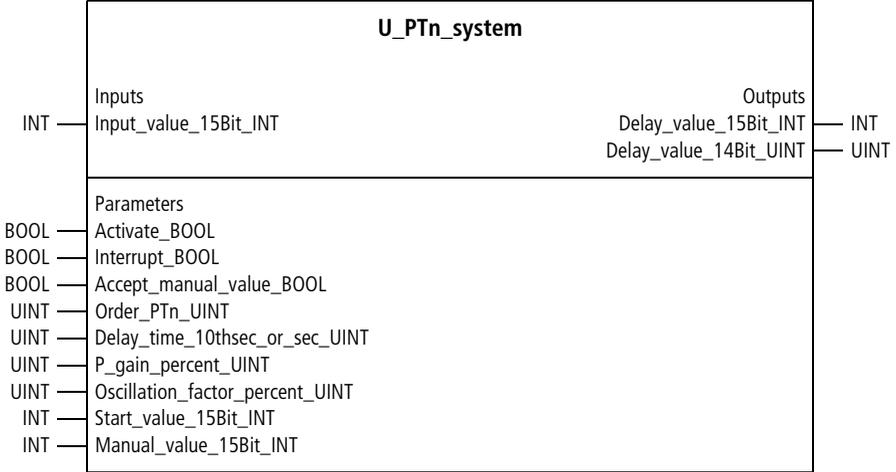 U_PTn_system
Inputs Outputs
INT Input_value_15Bit_INT Delay_value_15Bit_INT INT
Delay_value_14Bit_UINT UINT
Parameters
BOOL Activate_BOOL
BOOL Interrupt_BOOL
BOOL Accept_manual_value_BOOL
UINT Order_PTn_UINT
UINT Delay_time_10thsec_or_sec_UINT
UINT P_gain_percent_UINT
UINT Oscillation_factor_percent_UINT
INT Start_value_15Bit_INT
INT Manual_value_15Bit_INT